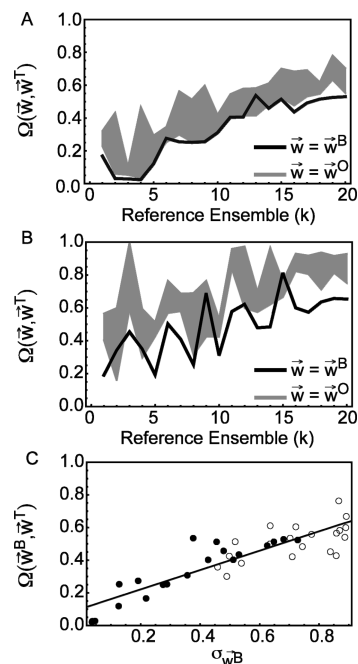 A
Ω(w⃗,w⃗ᵀ)
1.0
0.8
0.6
0.4
0.2
0.0
w⃗ = w⃗ᴮ
w⃗ = w⃗ᴼ
0 5 10 15 20
Reference Ensemble (k)
B
Ω(w⃗,w⃗ᵀ)
1.0
0.8
0.6
0.4
0.2
0.0
w⃗ = w⃗ᴮ
w⃗ = w⃗ᴼ
0 5 10 15 20
Reference Ensemble (k)
C
Ω(w⃗ᴮ,w⃗ᵀ)
1.0
0.8
0.6
0.4
0.2
0.0
0.2 0.4 0.6 0.8
σw⃗B